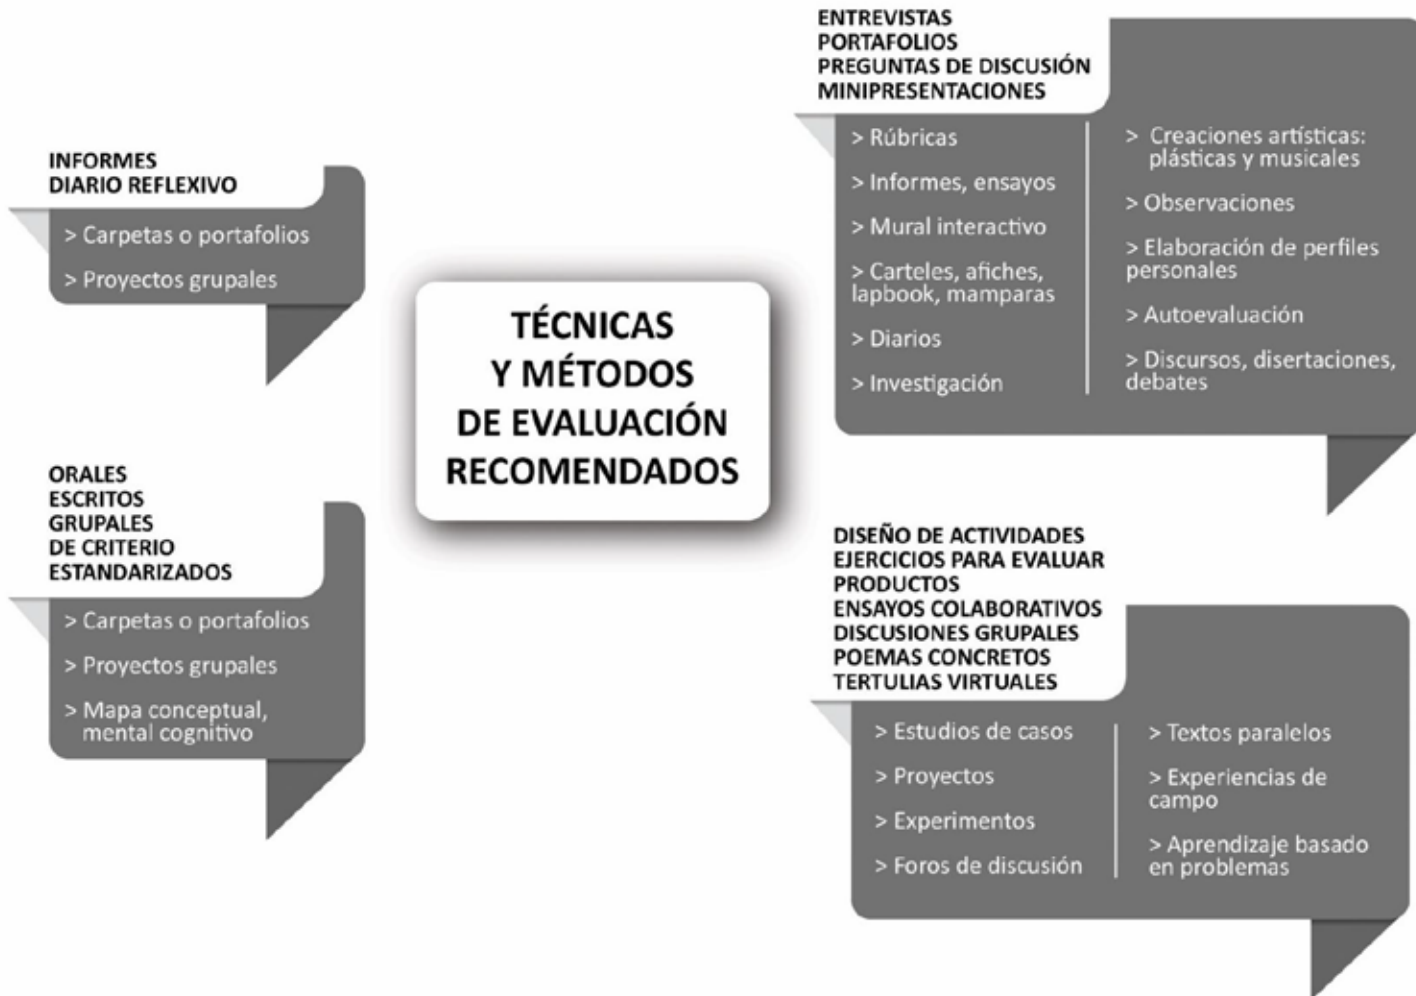 INFORMES
DIARIO REFLEXIVO
> Carpetas o portafolios
> Proyectos grupales
ORALES
ESCRITOS
GRUPALES
DE CRITERIO
ESTANDARIZADOS
> Carpetas o portafolios
> Proyectos grupales
> Mapa conceptual,
mental cognitivo
TÉCNICAS
Y MÉTODOS
DE EVALUACIÓN
RECOMENDADOS
ENTREVISTAS
PORTAFOLIOS
PREGUNTAS DE DISCUSIÓN
MINIPRESENTACIONES
> Rúbricas
> Informes, ensayos
> Mural interactivo
> Carteles, afiches,
lapbook, mamparas
> Diarios
> Investigación
> Creaciones artísticas:
plásticas y musicales
> Observaciones
> Elaboración de perfiles
personales
> Autoevaluación
> Discursos, disertaciones,
debates
DISEÑO DE ACTIVIDADES
EJERCICIOS PARA EVALUAR
PRODUCTOS
ENSAYOS COLABORATIVOS
DISCUSIONES GRUPALES
POEMAS CONCRETOS
TERTULIAS VIRTUALES
> Estudios de casos
> Proyectos
> Experimentos
> Foros de discusión
> Textos paralelos
> Experiencias de
campo
> Aprendizaje basado
en problemas